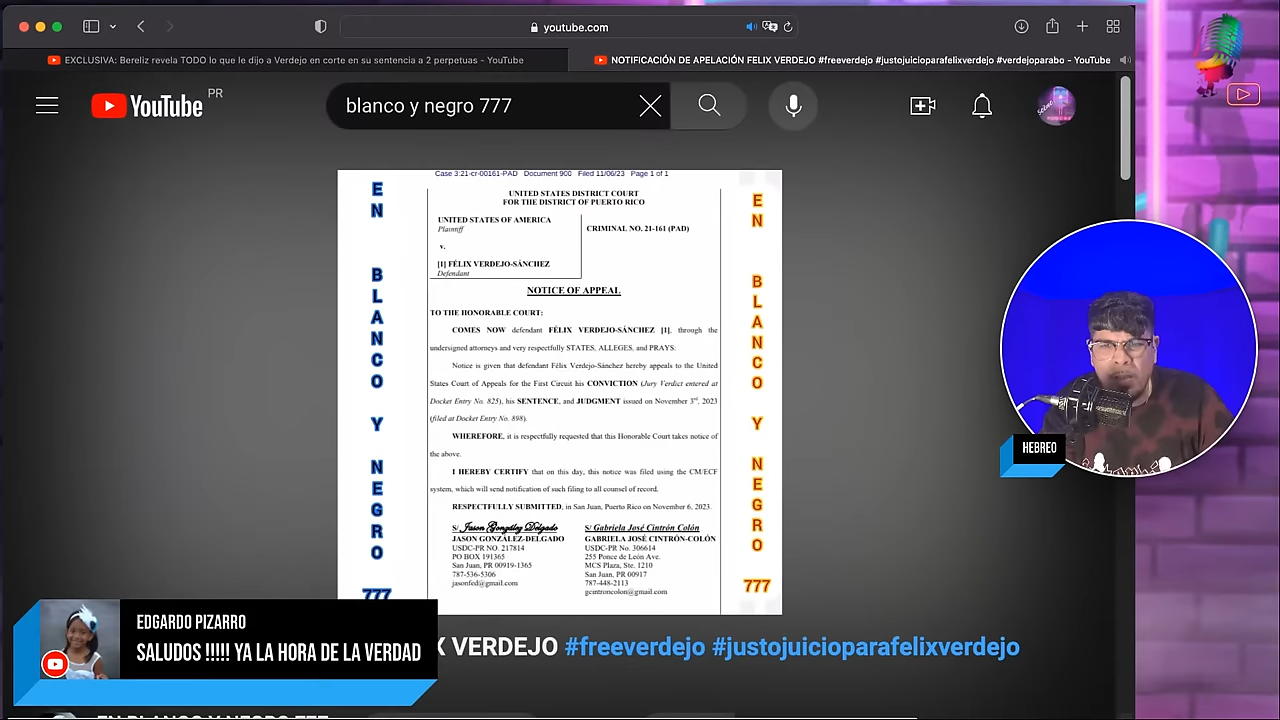 youtube.com
EXCLUSIVA: Bereliz revela TODO lo que le dijo a Verdejo en corte en su sentencia a 2 perpetuas - YouTube
NOTIFICACIÓN DE APELACIÓN FELIX VERDEJO #freeverdejo #justojuicioparafelixverdejo #verdejoparabo - YouTube
YouTube PR
blanco y negro 777
Case 3:21-cr-00161-PAD Document 900 Filed 11/06/23 Page 1 of 1
EN BLANCO Y NEGRO 777
UNITED STATES DISTRICT COURT
FOR THE DISTRICT OF PUERTO RICO
UNITED STATES OF AMERICA
Plaintiff
v.
[1] FÉLIX VERDEJO-SÁNCHEZ
Defendant
CRIMINAL NO. 21-161 (PAD)
NOTICE OF APPEAL
TO THE HONORABLE COURT:
COMES NOW defendant FÉLIX VERDEJO-SÁNCHEZ [1], through the
undersigned attorneys and very respectfully STATES, ALLEGES, and PRAYS:
Notice is given that defendant Félix Verdejo-Sánchez hereby appeals to the United
States Court of Appeals for the First Circuit his CONVICTION (Jury Verdict entered at
Docket Entry No. 825), his SENTENCE, and JUDGMENT issued on November 3rd, 2023
(filed at Docket Entry No. 898).
WHEREFORE, it is respectfully requested that this Honorable Court takes notice of
the above.
I HEREBY CERTIFY that on this day, this notice was filed using the CM/ECF
system, which will send notification of such filing to all counsel of record.
RESPECTFULLY SUBMITTED, in San Juan, Puerto Rico on November 6, 2023.
S/ Jason González Delgado
JASON GONZÁLEZ-DELGADO
USDC-PR NO. 217814
PO BOX 191365
San Juan, PR 00919-1365
787-536-5306
jasonfed@gmail.com
S/ Gabriela José Cintrón Colón
GABRIELA JOSÉ CINTRÓN-COLÓN
USDC-PR No. 306614
255 Ponce de León Ave.
MCS Plaza, Ste. 1210
San Juan, PR 00917
787-448-2113
gcintroncolon@gmail.com
EN BLANCO Y NEGRO 777
HEBREO
EDGARDO PIZARRO
SALUDOS !!!!! YA LA HORA DE LA VERDAD
X VERDEJO #freeverdejo #justojuicioparafelixverdejo
EN BLANCO Y NEGRO 777